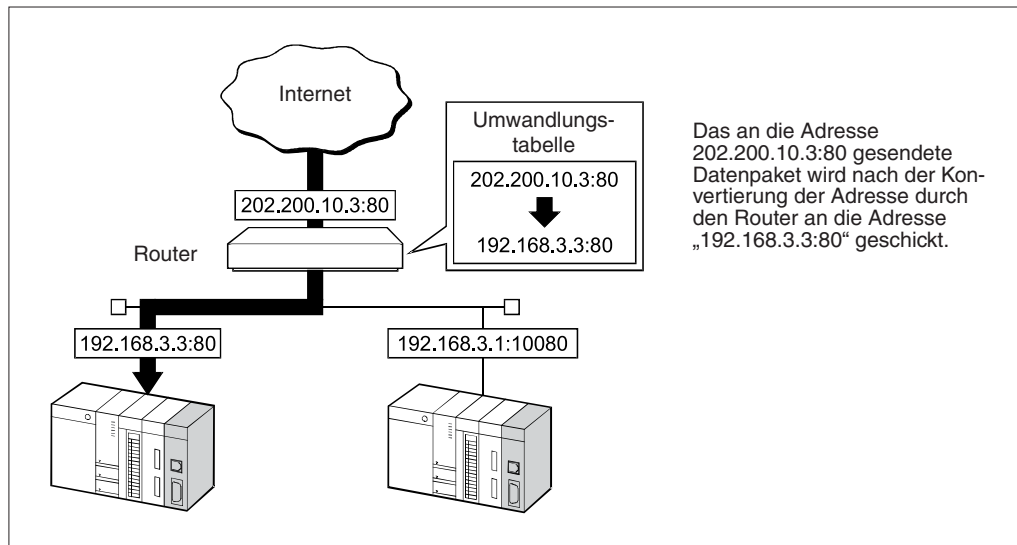 Internet
Umwandlungs-
tabelle
202.200.10.3:80
192.168.3.3:80
202.200.10.3:80
Router
192.168.3.3:80
192.168.3.1:10080
Das an die Adresse
202.200.10.3:80 gesendete
Datenpaket wird nach der Kon-
vertierung der Adresse durch
den Router an die Adresse
„192.168.3.3:80“ geschickt.